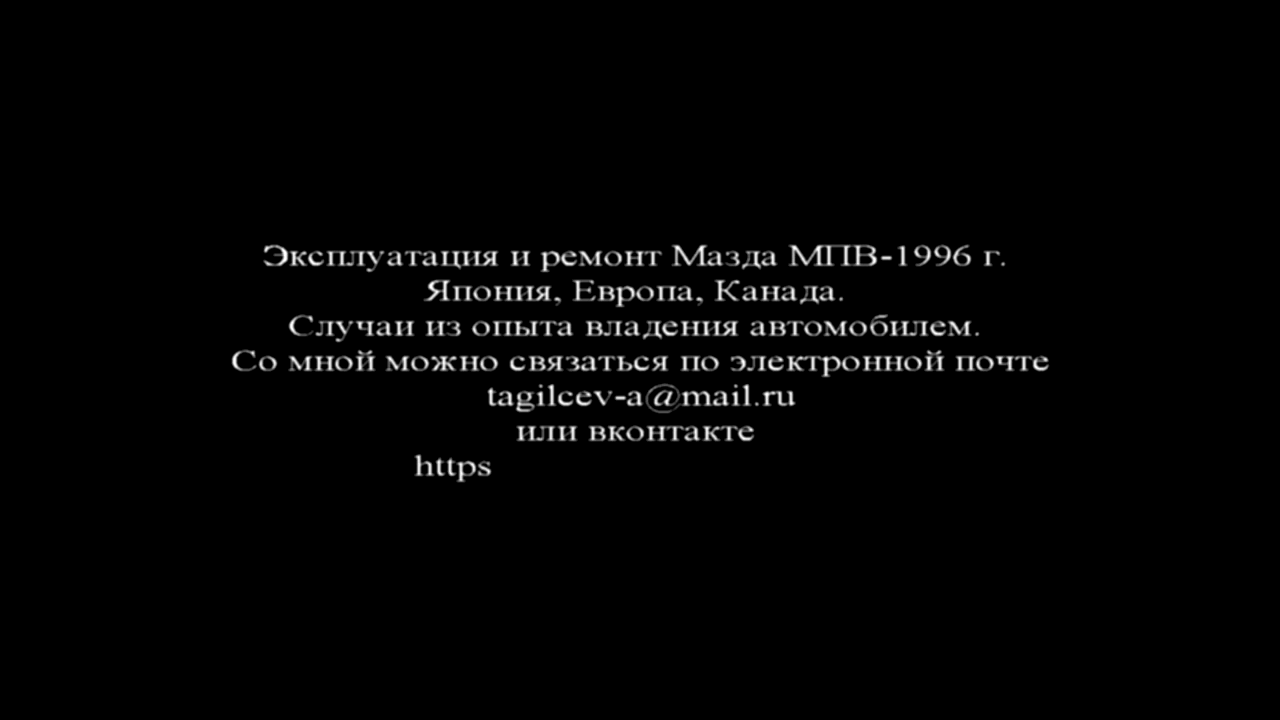 Эксплуатация и ремонт Мазда МПВ-1996 г.
Япония, Европа, Канада.
Случаи из опыта владения автомобилем.
Со мной можно связаться по электронной почте
tagilcev-a@mail.ru
или вконтакте
https